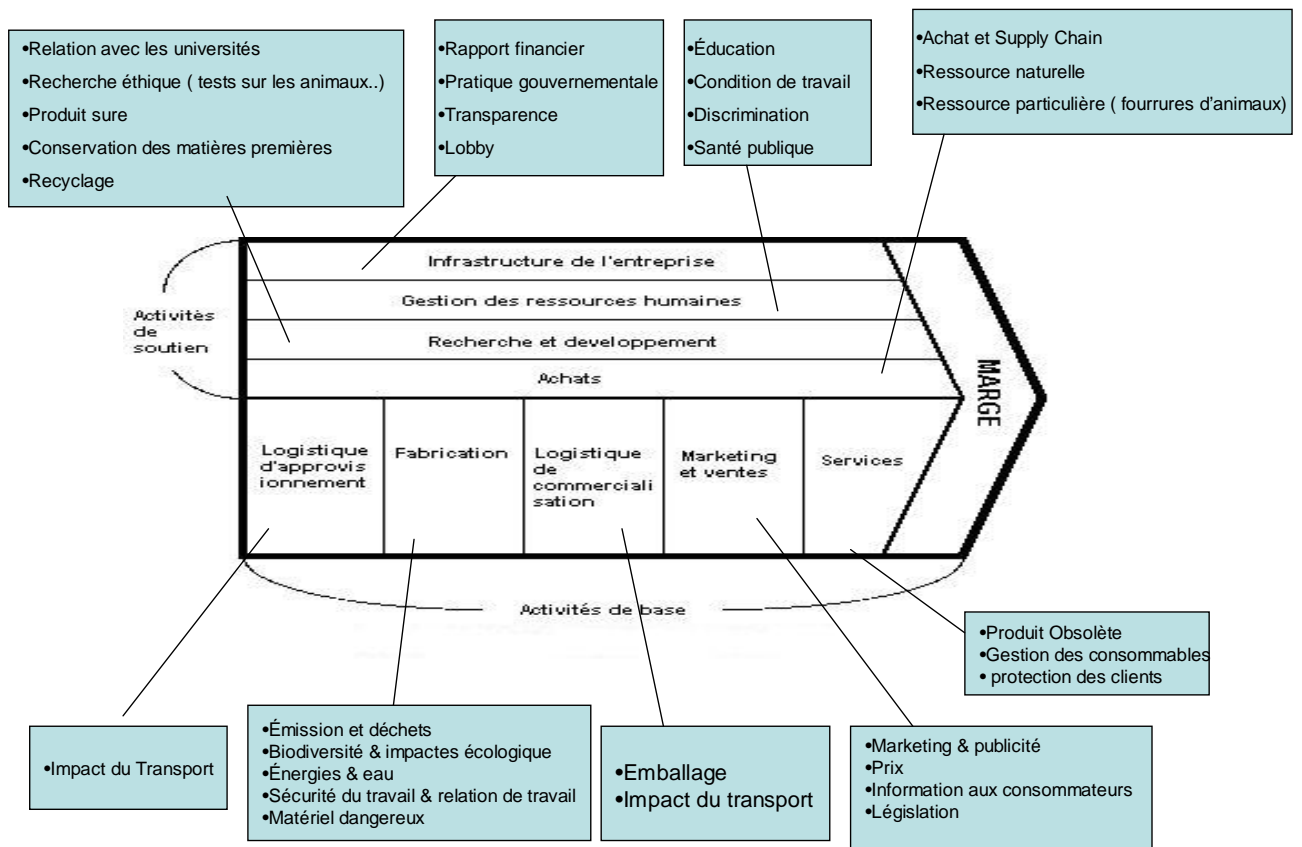 •Relation avec les universités
•Recherche éthique ( tests sur les animaux..)
•Produit sure
•Conservation des matières premières
•Recyclage
•Rapport financier
•Pratique gouvernementale
•Transparence
•Lobby
•Éducation
•Condition de travail
•Discrimination
•Santé publique
•Achat et Supply Chain
•Ressource naturelle
•Ressource particulière ( fourrures d'animaux)
Activitès
de
soutien
Infrastructure de l'entreprise
Gestion des ressources humaines
Recherche et developpement
Achats
MARGE
Logistique
d'approvis
ionnement
Fabrication
Logistique
de
commerciali
sation
Marketing
et ventes
Services
Activités de base
•Produit Obsolète
•Gestion des consommables
• protection des clients
•Impact du Transport
•Émission et déchets
•Biodiversité & impactes écologique
•Énergies & eau
•Sécurité du travail & relation de travail
•Matériel dangereux
•Emballage
•Impact du transport
•Marketing & publicité
•Prix
•Information aux consommateurs
•Législation